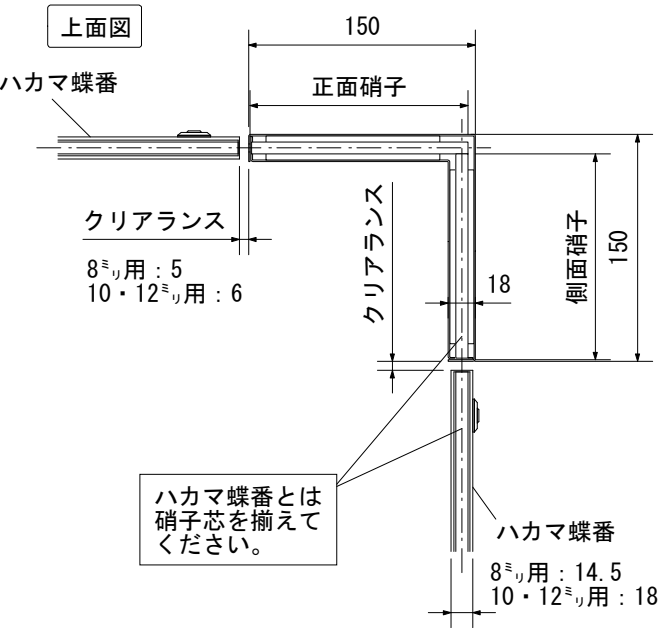 上面図
150
ハカマ蝶番
正面硝子
クリアランス
8㍉用：5
10・12㍉用：6
クリアランス
18
側面硝子
150
ハカマ蝶番とは
硝子芯を揃えて
ください。
ハカマ蝶番
8㍉用：14.5
10・12㍉用：18